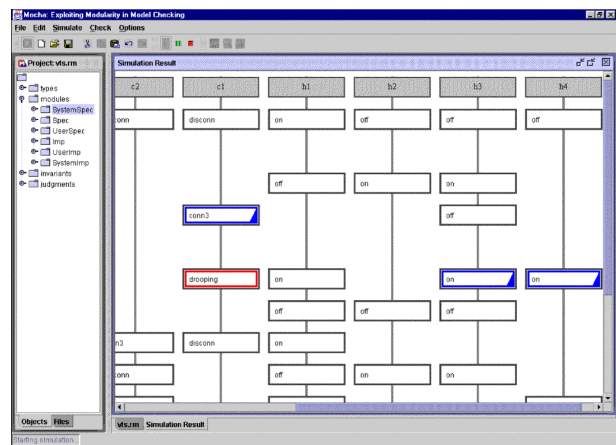 Mocha: Exploiting Modularity in Model Checking
File Edit Simulate Check Options Windows
Project: vts.rm
Simulation Result
types
modules
SystemSpec
Spec
UserSpec
Imp
UserImp
SystemImp
invariants
judgments
c2 c1 h1 h2 h3 h4
conn disconn on off off off
off on on
conn3 off
drooping on on on
off off off
n3 disconn on
conn off on on
Objects Files
vts.rm Simulation Result
Starting simulation